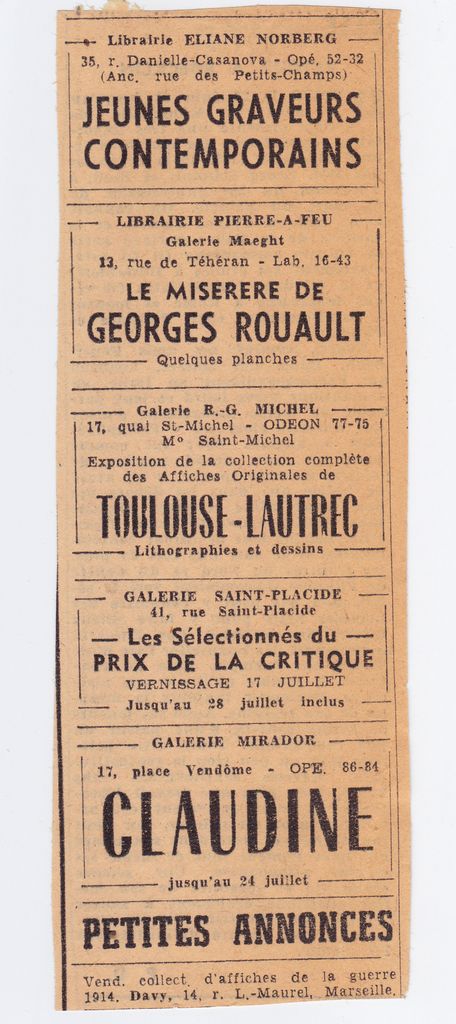 Librairie ELIANE NORBERG
35, r. Danielle-Casanova - Opé. 52-32
(Anc. rue des Petits-Champs)
JEUNES GRAVEURS
CONTEMPORAINS
LIBRAIRIE PIERRE-A-FEU
Galerie Maeght
13, rue de Téhéran - Lab. 16-43
LE MISERERE DE
GEORGES ROUAULT
Quelques planches
Galerie R.-G. MICHEL
17, quai St-Michel - ODEON 77-75
Mº Saint-Michel
Exposition de la collection complète
des Affiches Originales de
TOULOUSE-LAUTREC
Lithographies et dessins
GALERIE SAINT-PLACIDE
41, rue Saint-Placide
Les Sélectionnés du
PRIX DE LA CRITIQUE
VERNISSAGE 17 JUILLET
Jusqu'au 28 juillet inclus
GALERIE MIRADOR
17, place Vendôme - OPE. 86-84
CLAUDINE
jusqu'au 24 juillet
PETITES ANNONCES
Vend. collect. d'affiches de la guerre
1914. Davy, 14, r. L.-Maurel, Marseille.